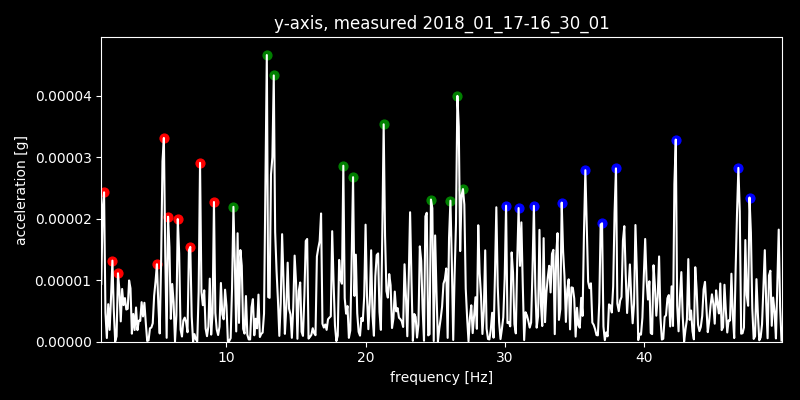 y-axis, measured 2018_01_17-16_30_01
0.00004
0.00003
0.00002
0.00001
0.00000
acceleration [g]
10 20 30 40
frequency [Hz]